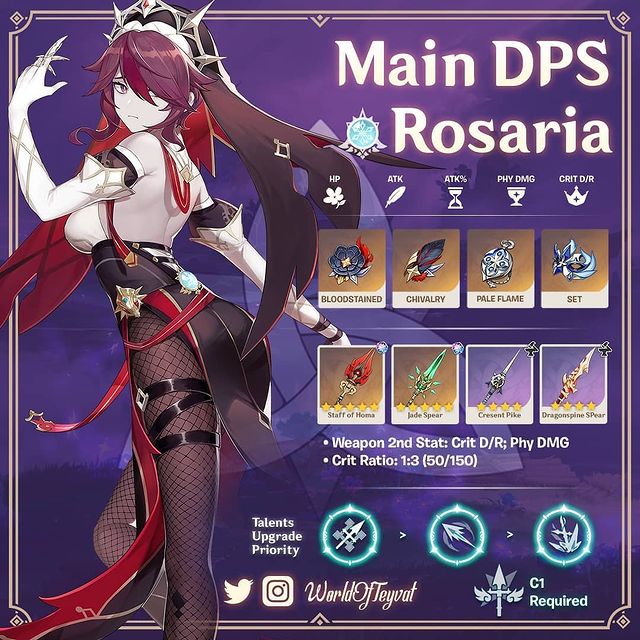 Main DPS
Rosaria
HP ATK ATK% PHY DMG CRIT D/R
BLOODSTAINED CHIVALRY PALE FLAME SET
Staff of Homa Jade Spear Cresent Pike Dragonspine SPear
• Weapon 2nd Stat: Crit D/R; Phy DMG
• Crit Ratio: 1:3 (50/150)
Talents
Upgrade
Priority
> >
WorldOfTeyvat
C1
Required